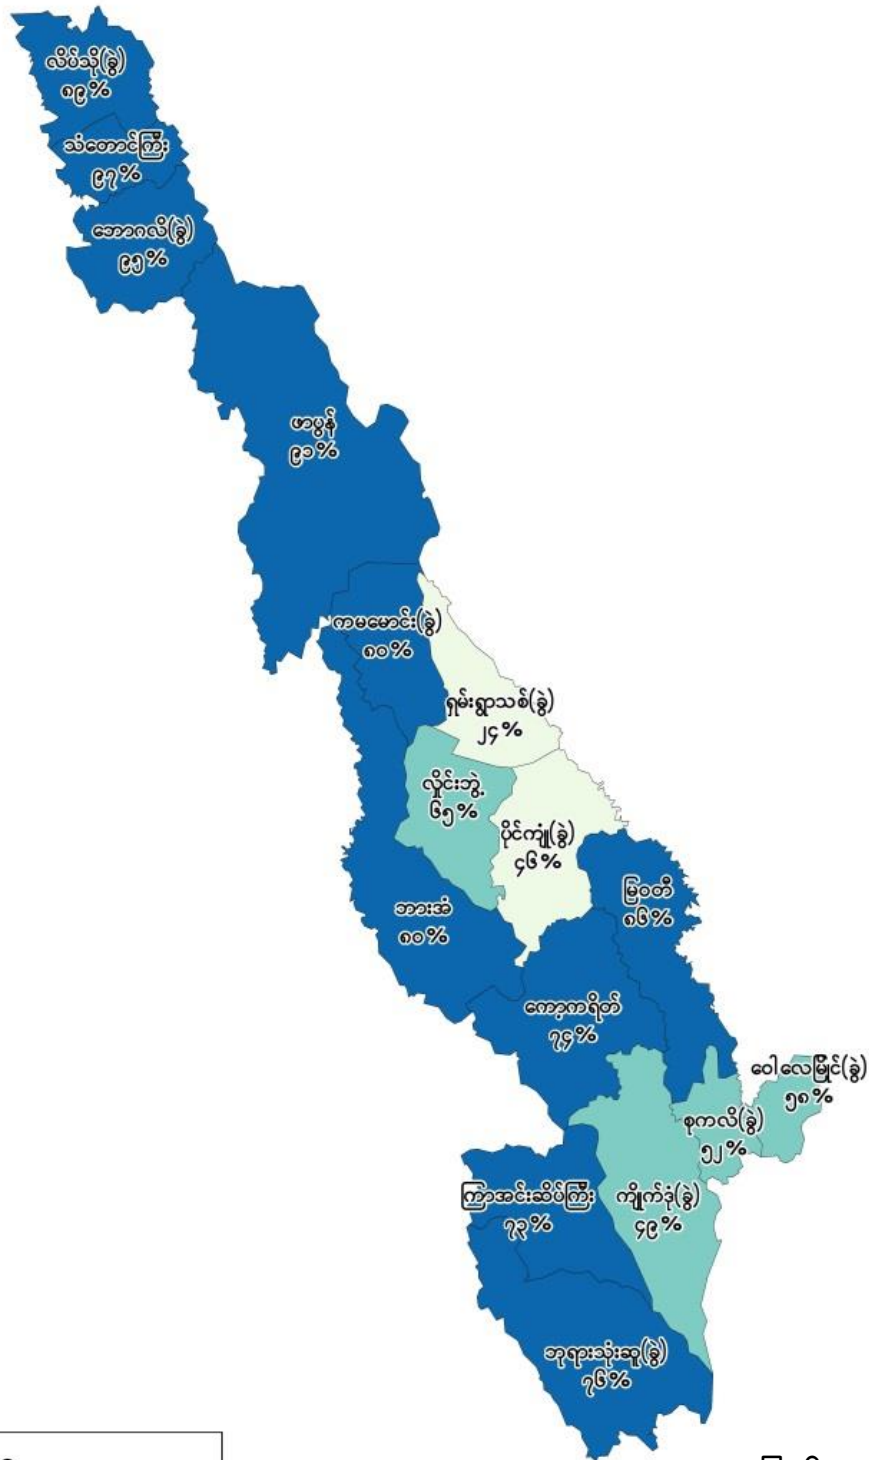 လိပ်သို(ခွဲ)
၈၉%
သံတောင်ကြီး
၉၇%
ဘောဂလိ(ခွဲ)
၉၅%
ဖာပွန်
၉၁%
ကမမောင်း(ခွဲ)
၈၀%
ရှမ်းရွာသစ်(ခွဲ)
၂၄%
လှိုင်းဘွဲ့
၆၅%
ပိုင်ကျုံ(ခွဲ)
၄၆%
မြဝတီ
၈၆%
ဘားအံ
၈၀%
ကော့ကရိတ်
၇၄%
ဝေါလေမြိုင်(ခွဲ)
၅၈%
စုကလိ(ခွဲ)
၅၂%
ကြာအင်းဆိပ်ကြီး
၇၃%
ကျိုက်ဒုံ(ခွဲ)
၄၉%
ဘုရားသုံးဆူ(ခွဲ)
၇၆%